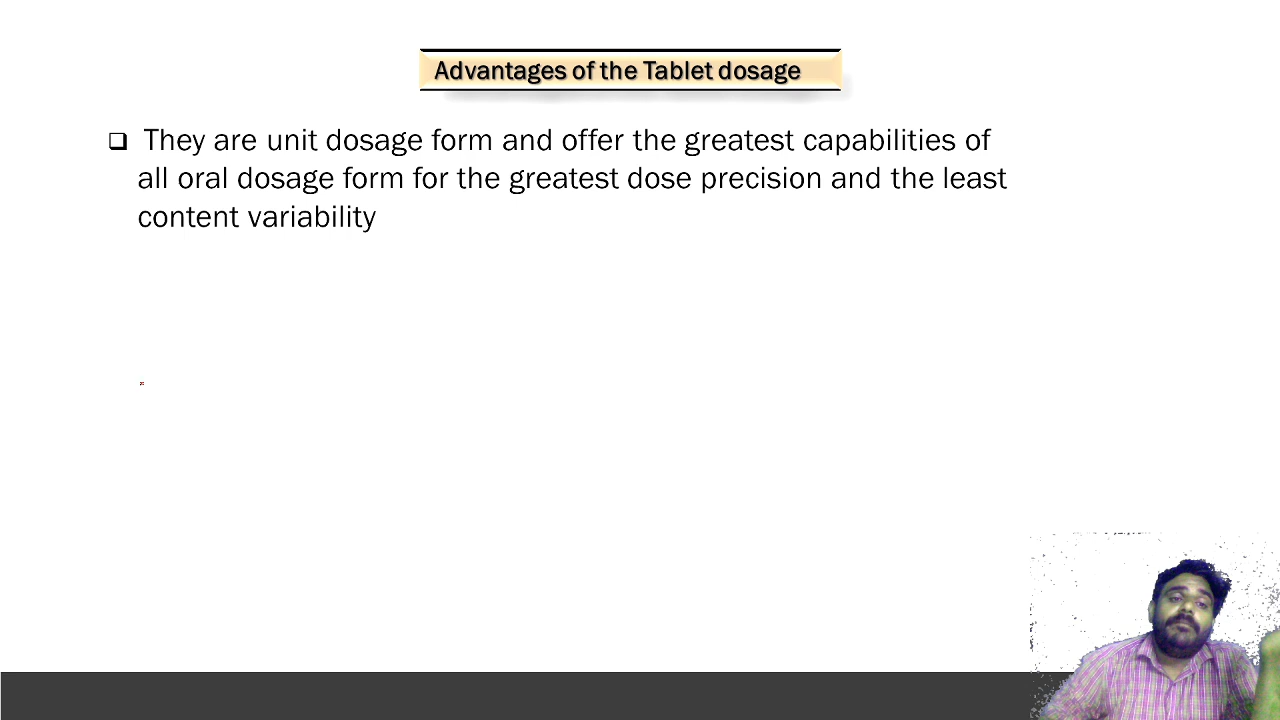 Advantages of the Tablet dosage
They are unit dosage form and offer the greatest capabilities of
all oral dosage form for the greatest dose precision and the least
content variability